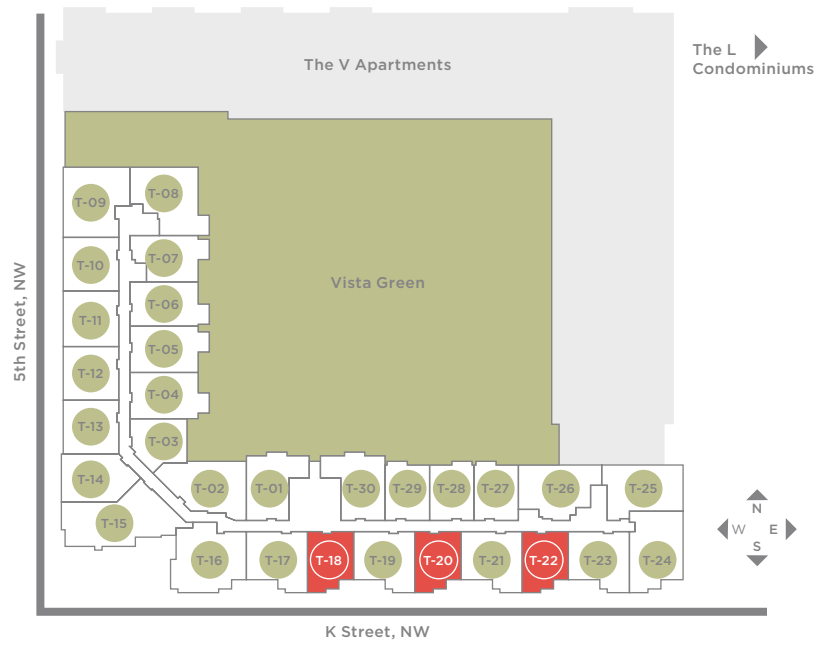 The V Apartments
The L
Condominiums
T-09
T-08
T-10
T-07
T-11
T-06
T-12
T-05
T-13
T-04
T-14
T-03
T-15
Vista Green
5th Street, NW
T-02
T-01
T-30
T-29
T-28
T-27
T-26
T-25
T-16
T-17
T-18
T-19
T-20
T-21
T-22
T-23
T-24
N
W E
S
K Street, NW